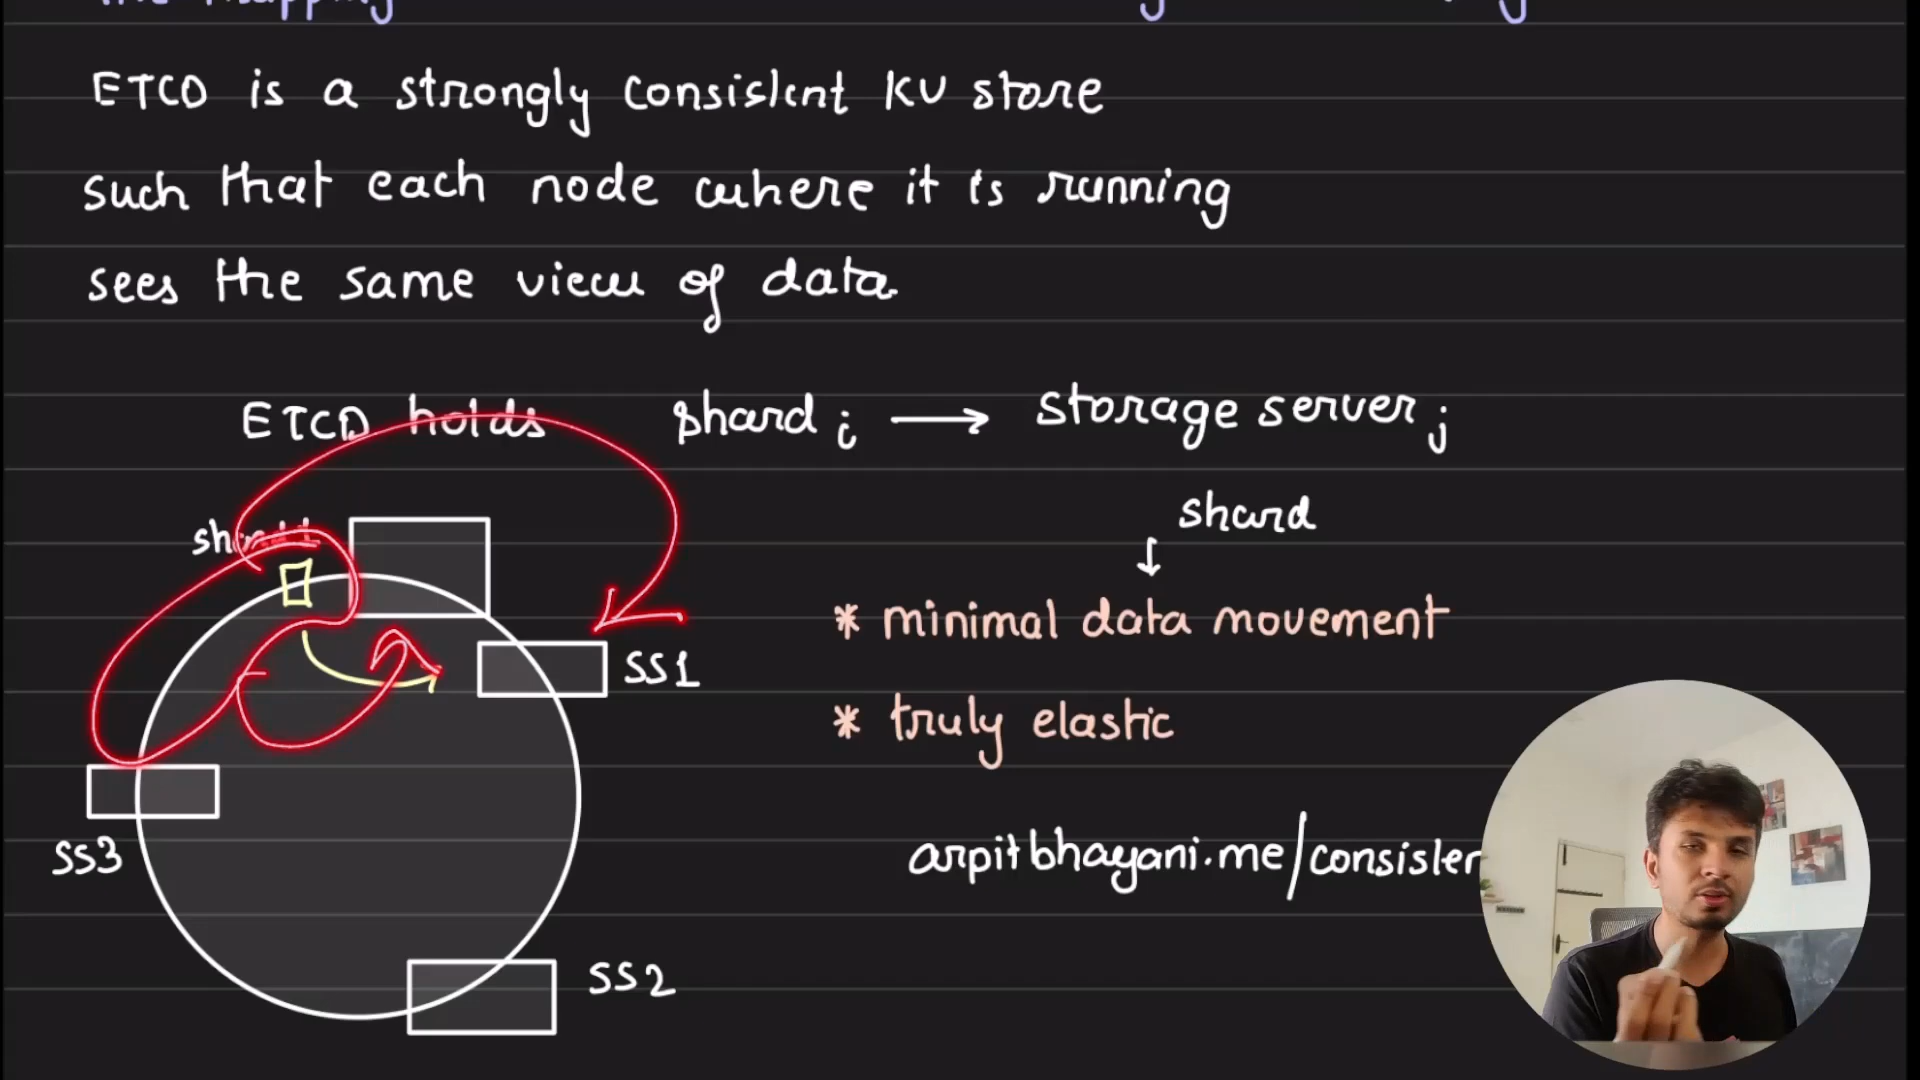 ETCD is a strongly consistent KV store
such that each node where it is running
sees the same view of data
ETCD holds shard i → storage server j
shard
↓
* minimal data movement
SS1
* truly elastic
SS3
arpitbhayani.me/consisten
SS2